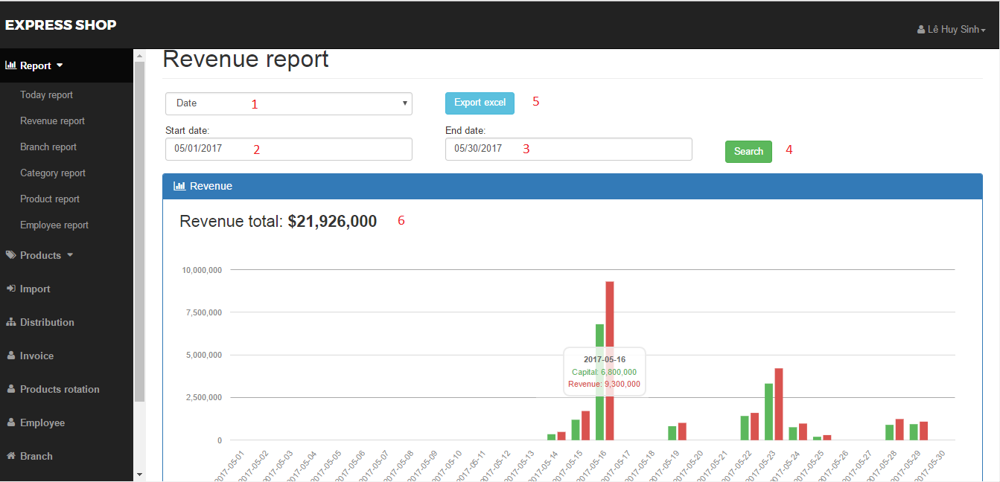 EXPRESS SHOP
Lê Huy Sinh
Report
Today report
Revenue report
Branch report
Category report
Product report
Employee report
Products
Import
Distribution
Invoice
Products rotation
Employee
Branch
Revenue report
Date 1
Export excel 5
Start date:
05/01/2017 2
End date:
05/30/2017 3
Search 4
Revenue
Revenue total: $21,926,000 6
10,000,000
7,500,000
5,000,000
2,500,000
0
2017-05-16
Capital: 6,800,000
Revenue: 9,300,000
2017-05-01
2017-05-02
2017-05-03
2017-05-04
2017-05-05
2017-05-06
2017-05-07
2017-05-08
2017-05-09
2017-05-10
2017-05-11
2017-05-12
2017-05-13
2017-05-14
2017-05-15
2017-05-16
2017-05-17
2017-05-18
2017-05-19
2017-05-20
2017-05-21
2017-05-22
2017-05-23
2017-05-24
2017-05-25
2017-05-26
2017-05-27
2017-05-28
2017-05-29
2017-05-30